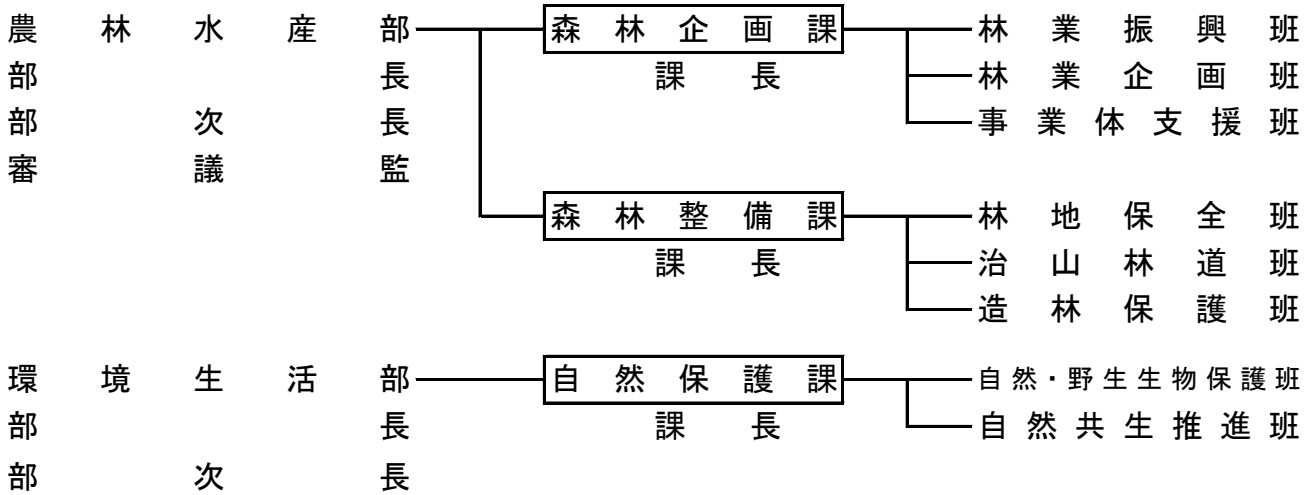 農林水産部 森林企画課 林業振興班
部長 課長 林業企画班
部次長 事業体支援班
審議監
森林整備課 林地保全班
課長 治山林道班
造林保護班
環境生活部 自然保護課 自然・野生生物保護班
部長 課長 自然共生推進班
部次長